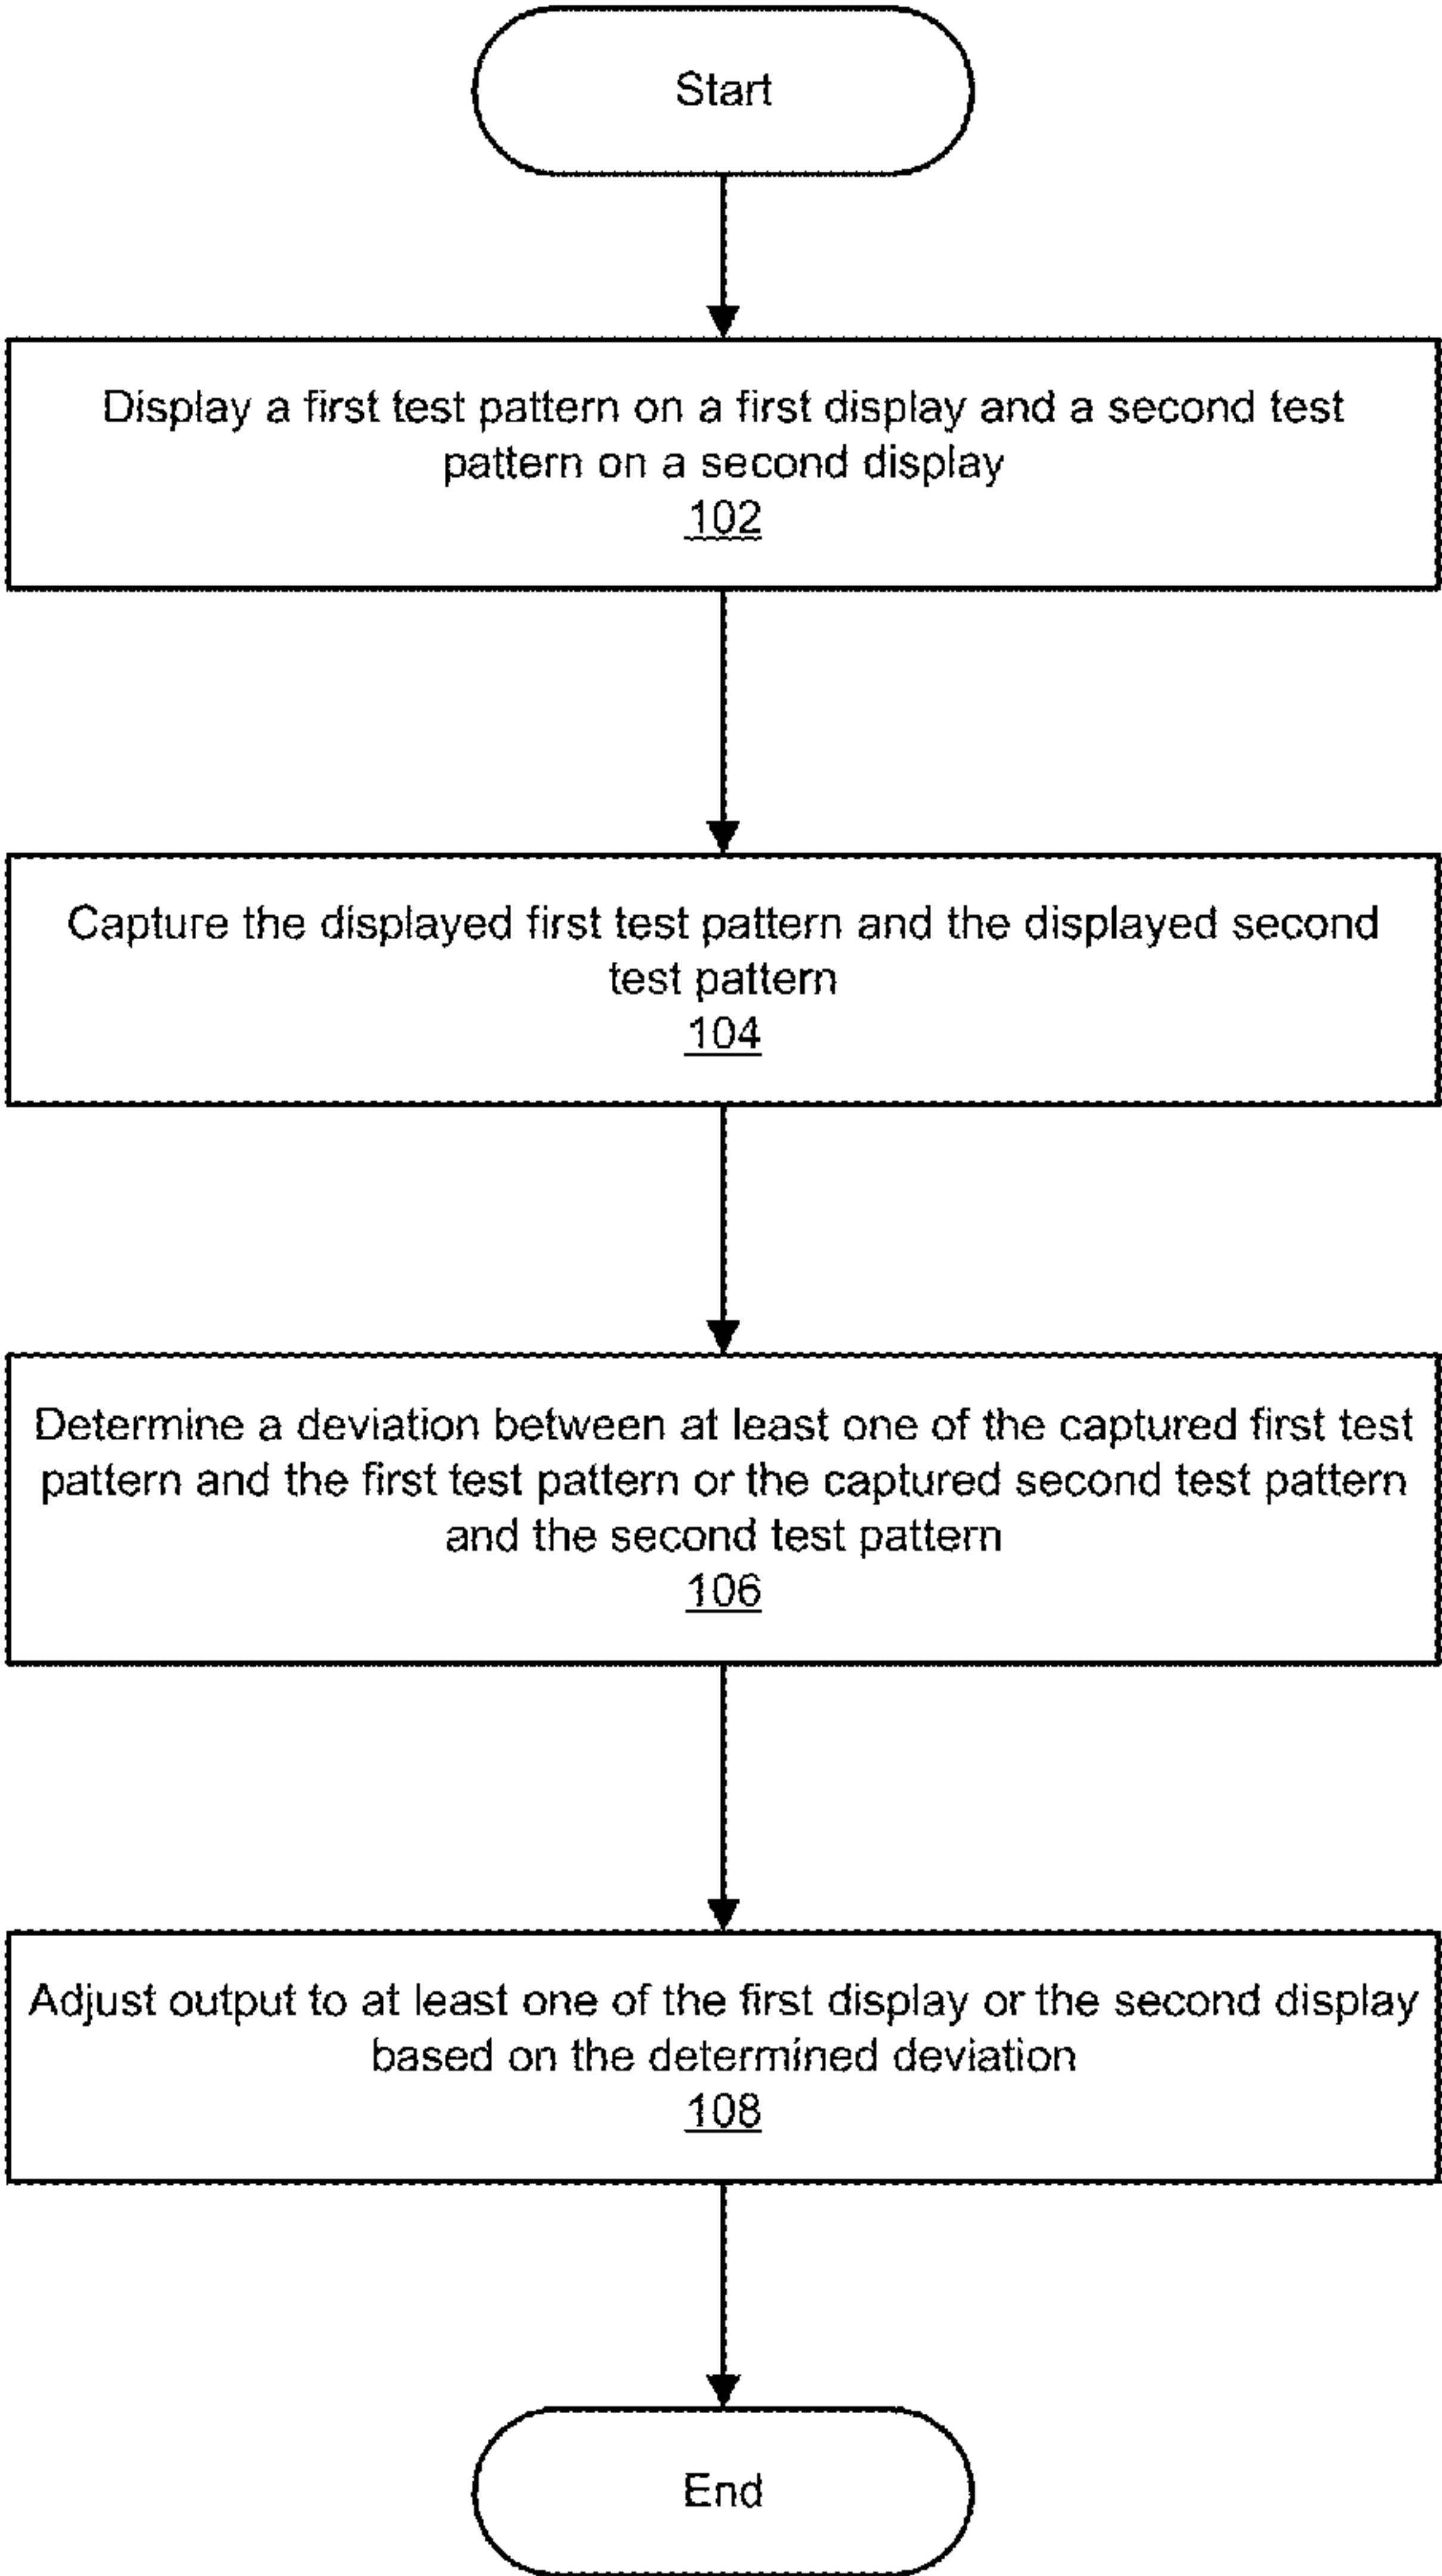 Start
Display a first test pattern on a first display and a second test
pattern on a second display
102
Capture the displayed first test pattern and the displayed second
test pattern
104
Determine a deviation between at least one of the captured first test
pattern and the first test pattern or the captured second test pattern
and the second test pattern
106
Adjust output to at least one of the first display or the second display
based on the determined deviation
108
End